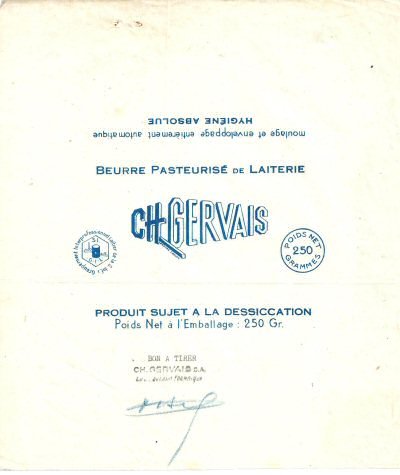 moulage et enveloppage entièrement automatique
HYGIÈNE ABSOLUE
BEURRE PASTEURISÉ DE LAITERIE
CH. GERVAIS
POIDS NET
250
GRAMMES
PRODUIT SUJET A LA DESSICCATION
Poids Net à l'Emballage : 250 Gr.
BON A TIRER
CH. GERVAIS S.A.